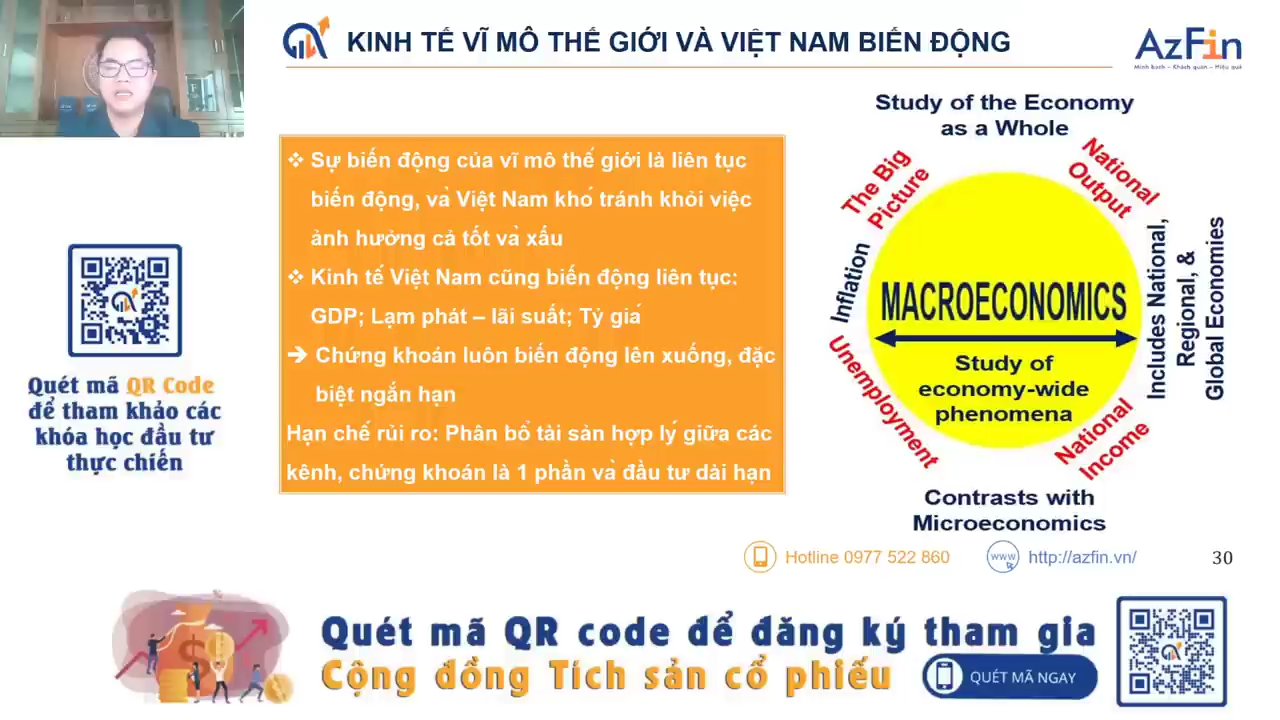 KINH TẾ VĨ MÔ THẾ GIỚI VÀ VIỆT NAM BIẾN ĐỘNG
AzFin
Minh bạch - Khách quan - Hiệu quả
❖ Sự biến động của vĩ mô thế giới là liên tục
biến động, và Việt Nam khó tránh khỏi việc
ảnh hưởng cả tốt và xấu
❖ Kinh tế Việt Nam cũng biến động liên tục:
GDP; Lạm phát – lãi suất; Tỷ giá
➔ Chứng khoán luôn biến động lên xuống, đặc
biệt ngắn hạn
Hạn chế rủi ro: Phân bổ tài sản hợp lý giữa các
kênh, chứng khoán là 1 phần và đầu tư dài hạn
Study of the Economy
as a Whole
The Big
Picture
National
Output
Inflation
MACROECONOMICS
Study of
economy-wide
phenomena
Includes National,
Regional, &
Global Economies
Unemployment
National
Income
Contrasts with
Microeconomics
Quét mã QR Code
để tham khảo các
khóa học đầu tư
thực chiến
Hotline 0977 522 860
www
http://azfin.vn/
30
Quét mã QR code để đăng ký tham gia
Cộng đồng Tích sản cổ phiếu
QUÉT MÃ NGAY